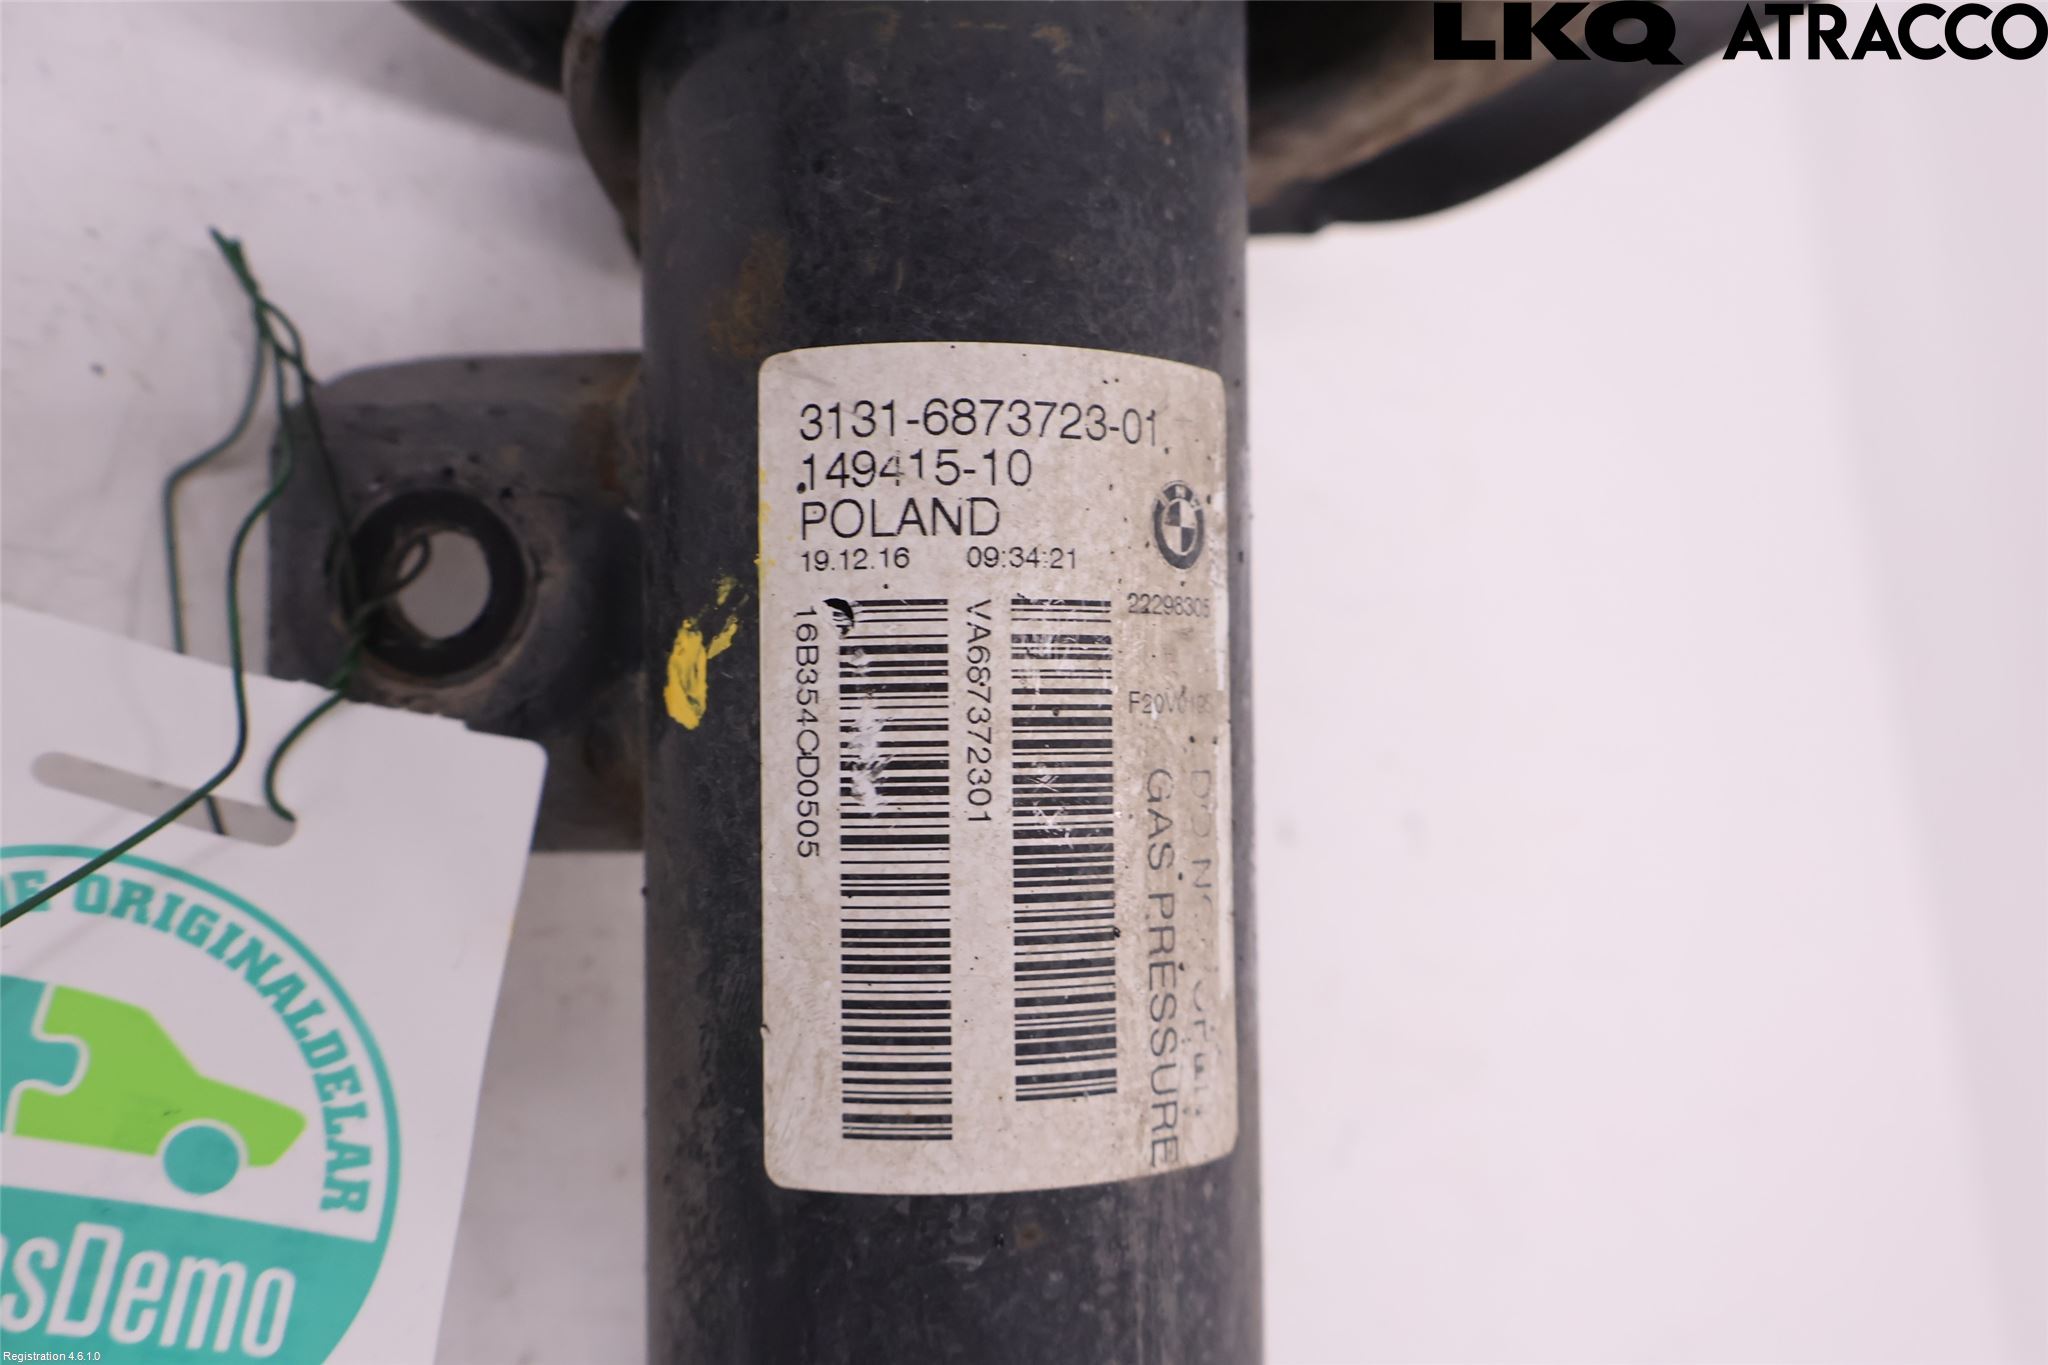 LKQ ATRACCO
3131-6873723-01
149415-10
POLAND
19.12.16 09:34:21
22298305
16B354CD0505
VA687372301
GAS PRESSURE
ORIGINALDELAR
Demo
Registration 4.6.1.0